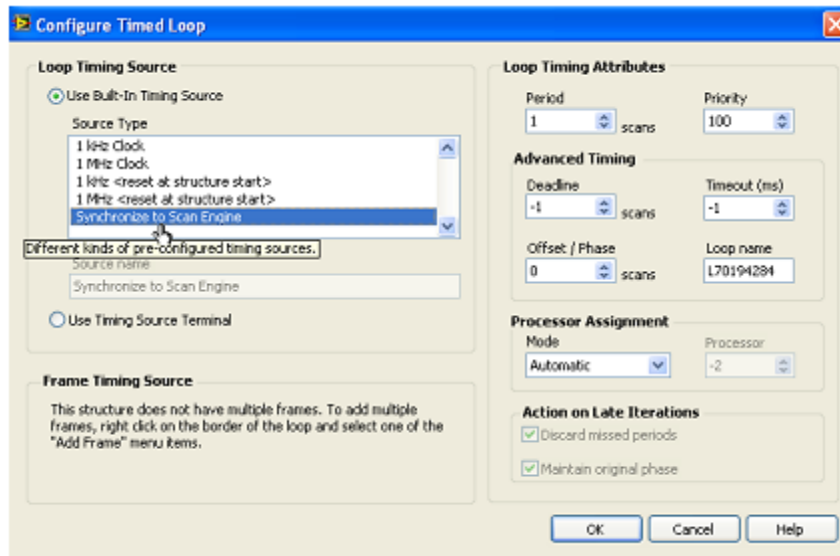 Configure Timed Loop
Loop Timing Source
Use Built-In Timing Source
Source Type
1 kHz Clock
1 MHz Clock
1 kHz <reset at structure start>
1 MHz <reset at structure start>
Synchronize to Scan Engine
Different kinds of pre-configured timing sources.
Source name
Synchronize to Scan Engine
Use Timing Source Terminal
Frame Timing Source
This structure does not have multiple frames. To add multiple
frames, right click on the border of the loop and select one of the
"Add Frame" menu items.
Loop Timing Attributes
Period
Priority
1
scans
100
Advanced Timing
Deadline
Timeout (ms)
-1
scans
-1
Offset / Phase
Loop name
0
scans
L70194284
Processor Assignment
Mode
Processor
Automatic
-2
Action on Late Iterations
Discard missed periods
Maintain original phase
OK
Cancel
Help